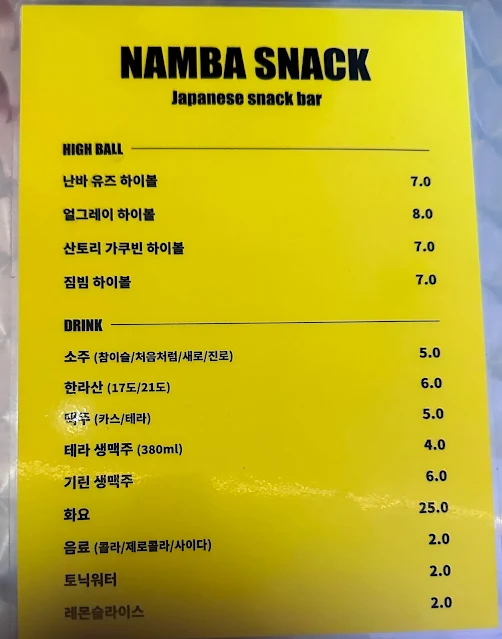 NAMBA SNACK
Japanese snack bar
HIGH BALL
난바 유즈 하이볼 7.0
얼그레이 하이볼 8.0
산토리 가쿠빈 하이볼 7.0
짐빔 하이볼 7.0
DRINK
소주 (참이슬/처음처럼/새로/진로) 5.0
한라산 (17도/21도) 6.0
맥주 (카스/테라) 5.0
테라 생맥주 (380ml) 4.0
기린 생맥주 6.0
화요 25.0
음료 (콜라/제로콜라/사이다) 2.0
토닉워터 2.0
레몬슬라이스 2.0